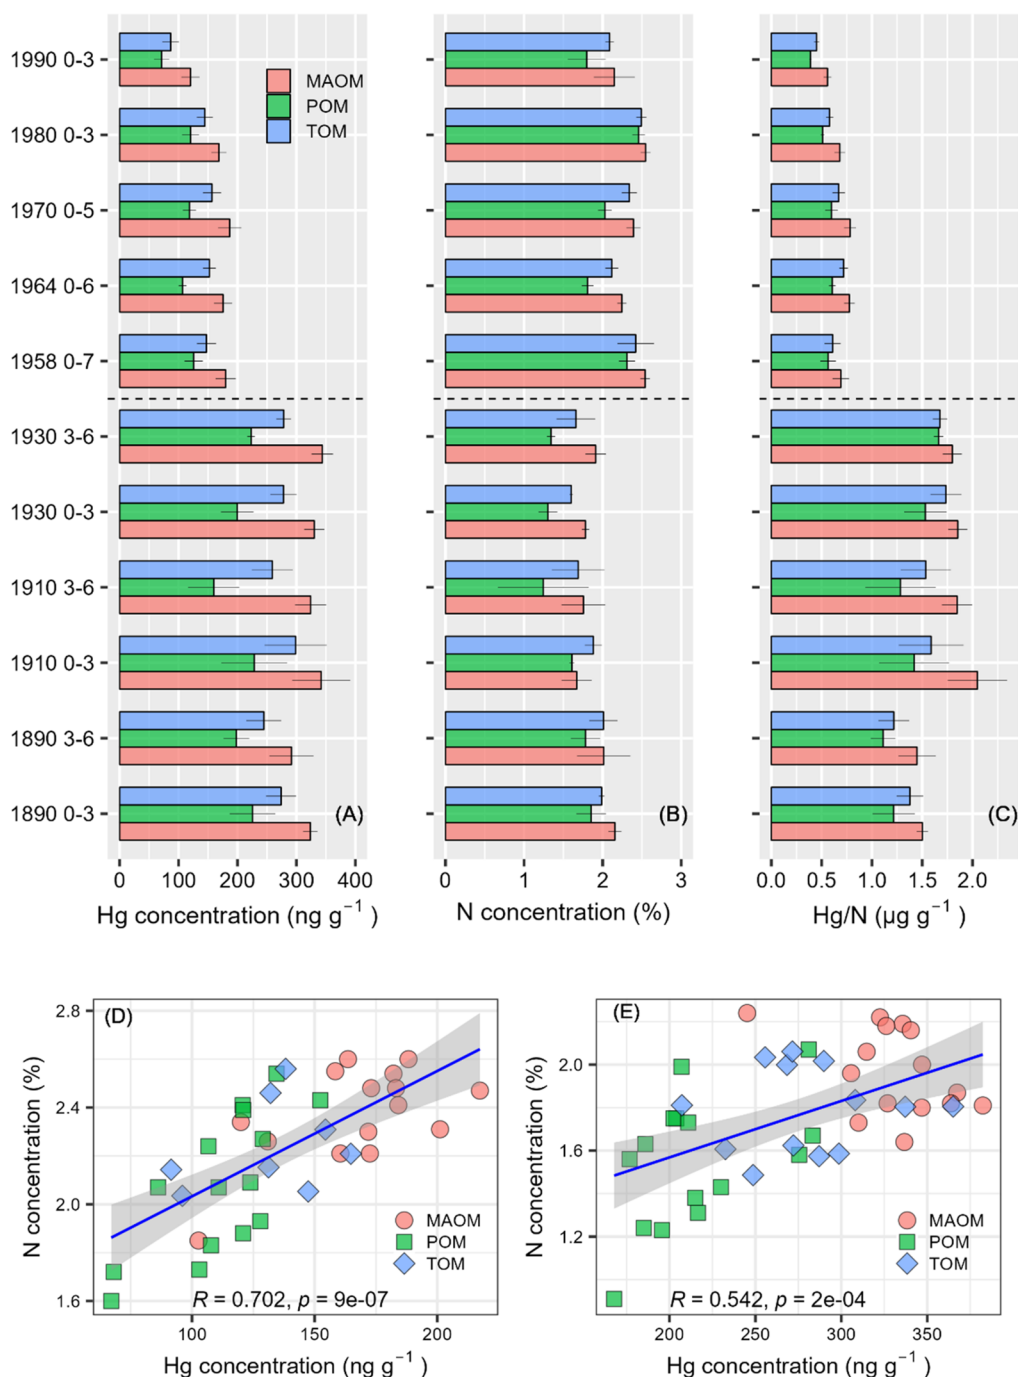 1990 0-3
1980 0-3
1970 0-5
1964 0-6
1958 0-7
1930 3-6
1930 0-3
1910 3-6
1910 0-3
1890 3-6
1890 0-3
MAOM
POM
TOM
(A)
(B)
(C)
0 100 200 300 400
0 1 2 3
0.0 0.5 1.0 1.5 2.0
Hg concentration (ng g⁻¹ )
N concentration (%)
Hg/N (μg g⁻¹ )
(D)
2.8
2.4
2.0
1.6
N concentration (%)
MAOM
POM
TOM
R = 0.702, p = 9e-07
100 150 200
Hg concentration (ng g⁻¹ )
(E)
2.0
1.6
1.2
N concentration (%)
MAOM
POM
TOM
R = 0.542, p = 2e-04
200 250 300 350
Hg concentration (ng g⁻¹ )